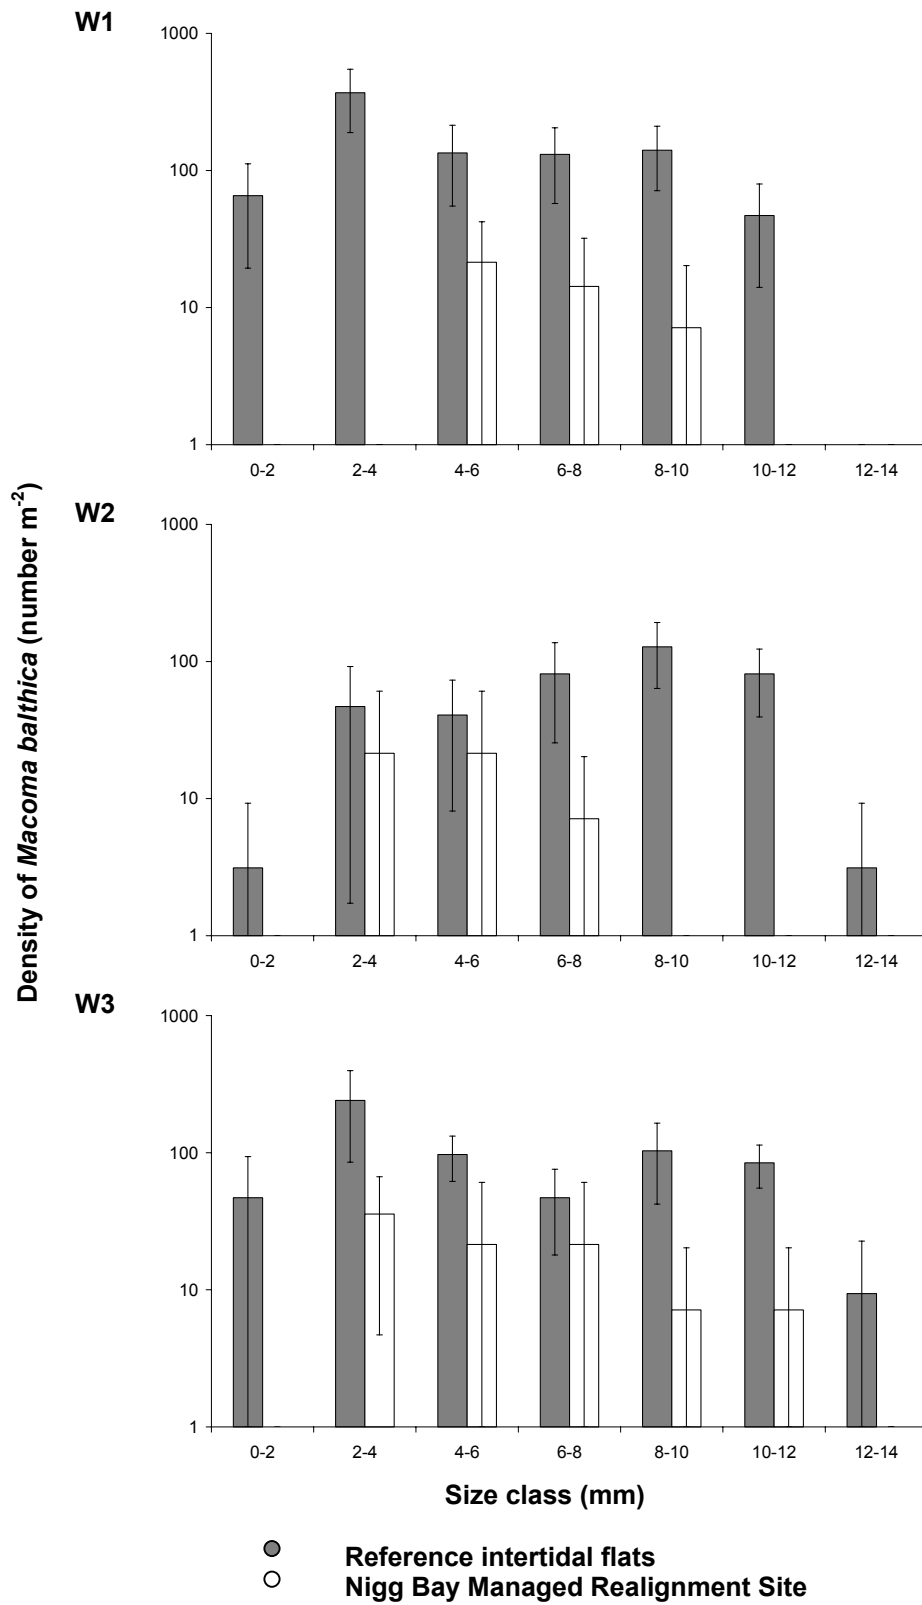 W1
1000
100
10
1
0-2 2-4 4-6 6-8 8-10 10-12 12-14
W2
1000
100
10
1
0-2 2-4 4-6 6-8 8-10 10-12 12-14
W3
1000
100
10
1
0-2 2-4 4-6 6-8 8-10 10-12 12-14
Density of Macoma balthica (number m⁻²)
Size class (mm)
Reference intertidal flats
Nigg Bay Managed Realignment Site